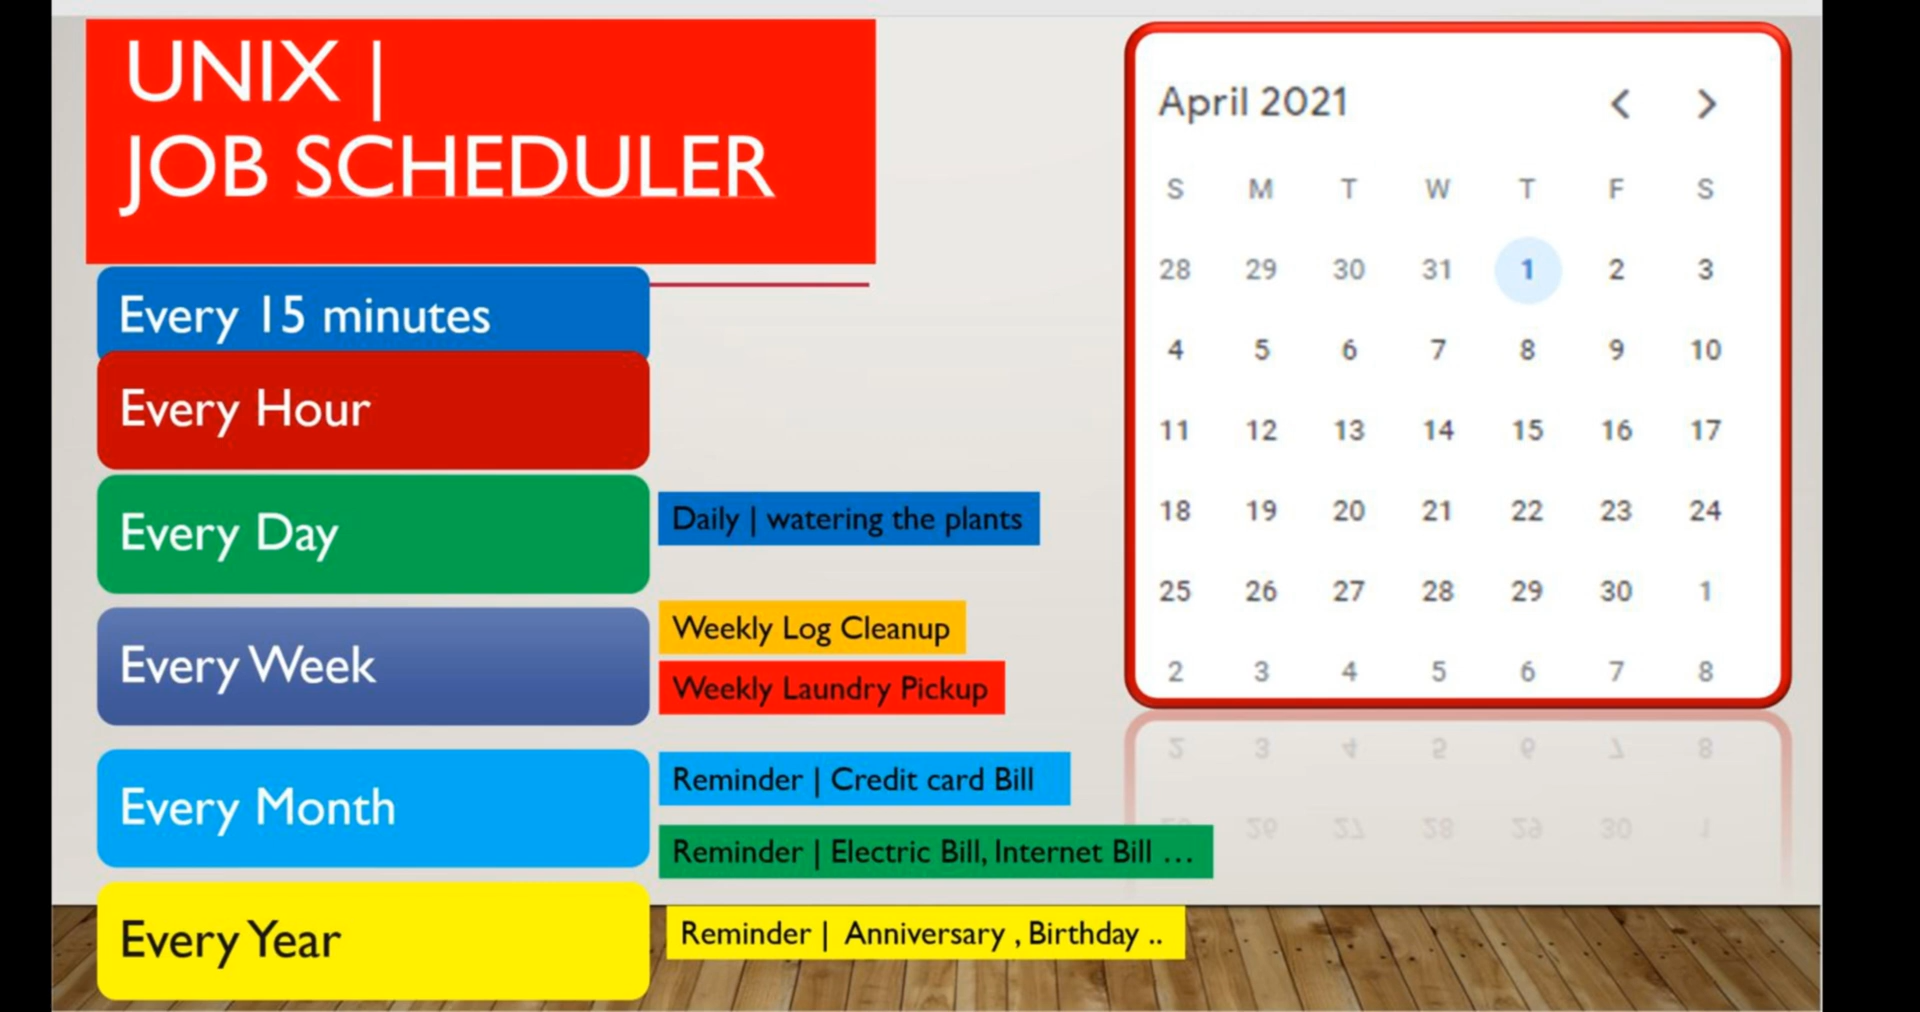 UNIX |
JOB SCHEDULER
Every 15 minutes
Every Hour
Every Day
Daily | watering the plants
Every Week
Weekly Log Cleanup
Weekly Laundry Pickup
Every Month
Reminder | Credit card Bill
Reminder | Electric Bill, Internet Bill ...
Every Year
Reminder | Anniversary , Birthday ..
April 2021 < >
S M T W T F S
28 29 30 31 1 2 3
4 5 6 7 8 9 10
11 12 13 14 15 16 17
18 19 20 21 22 23 24
25 26 27 28 29 30 1
2 3 4 5 6 7 8